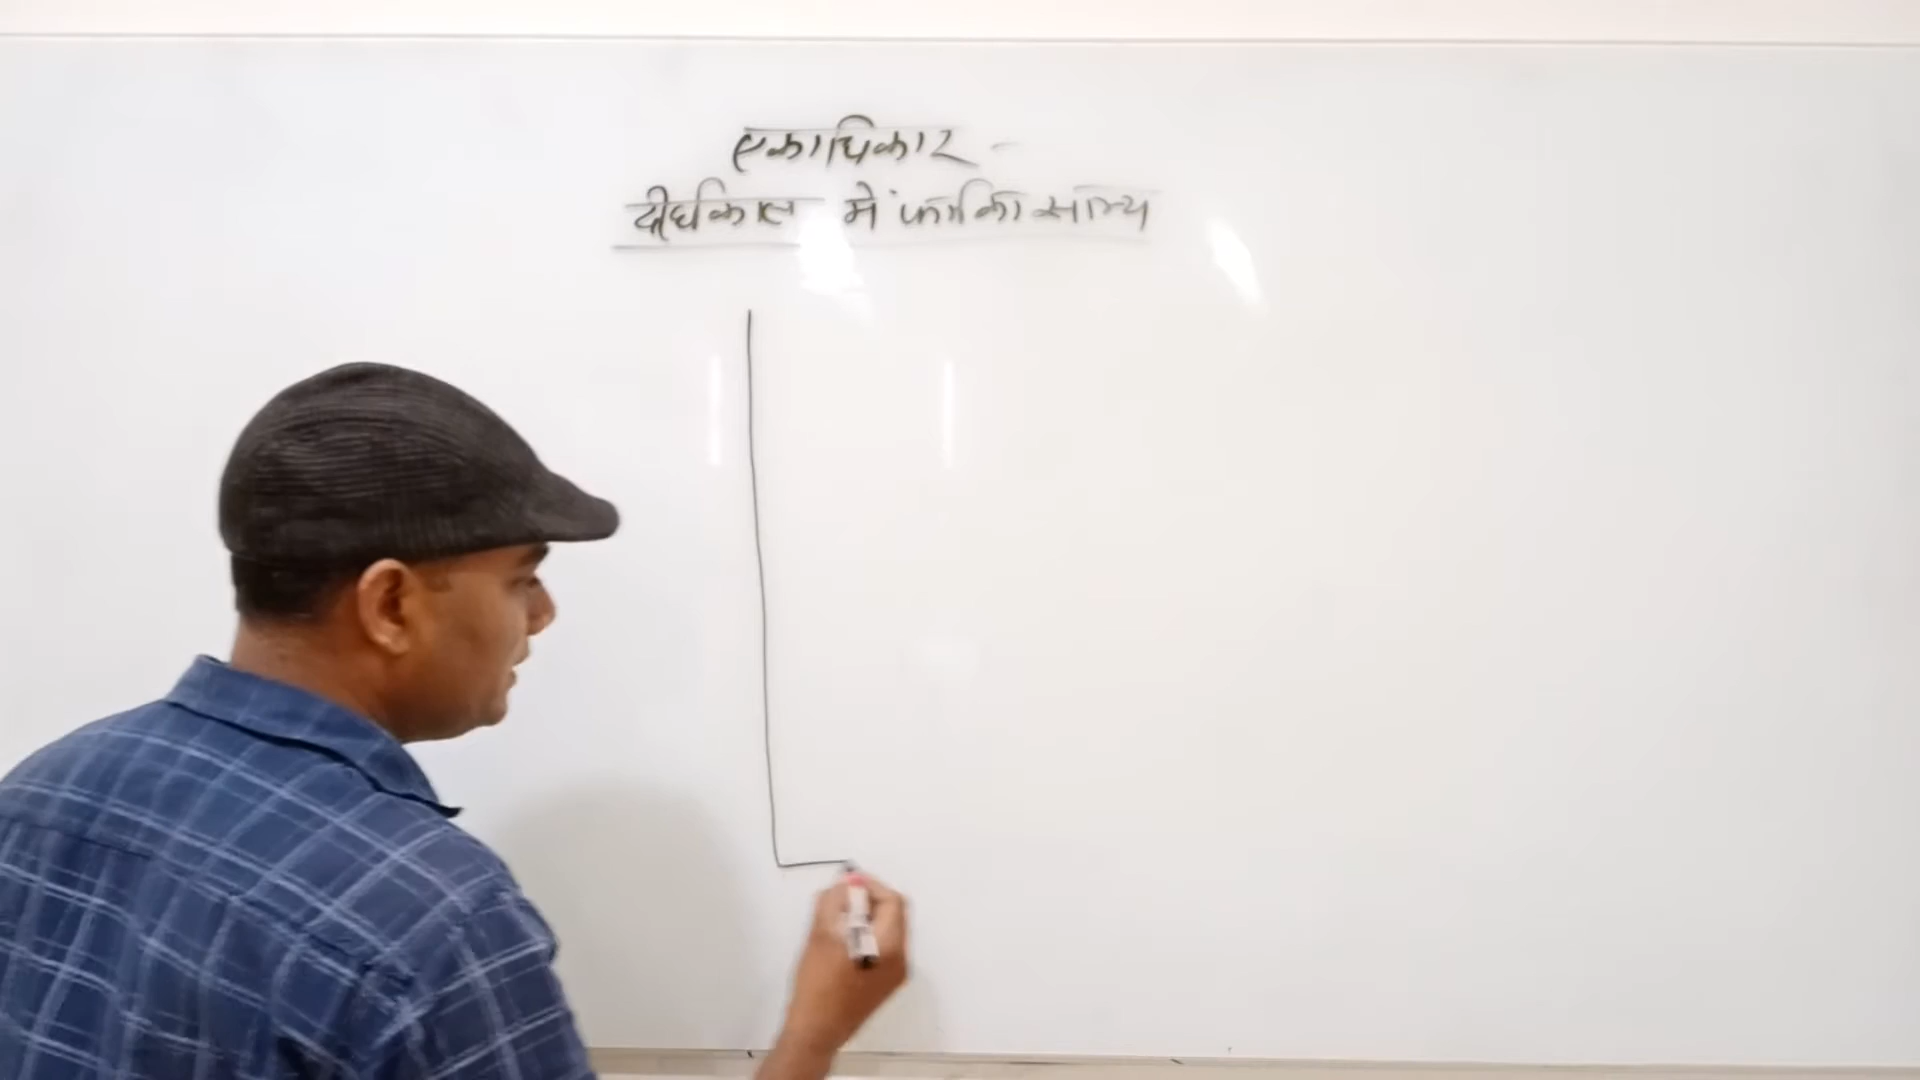 एकाधिकार -
दीर्घकाल में फर्म का साम्य